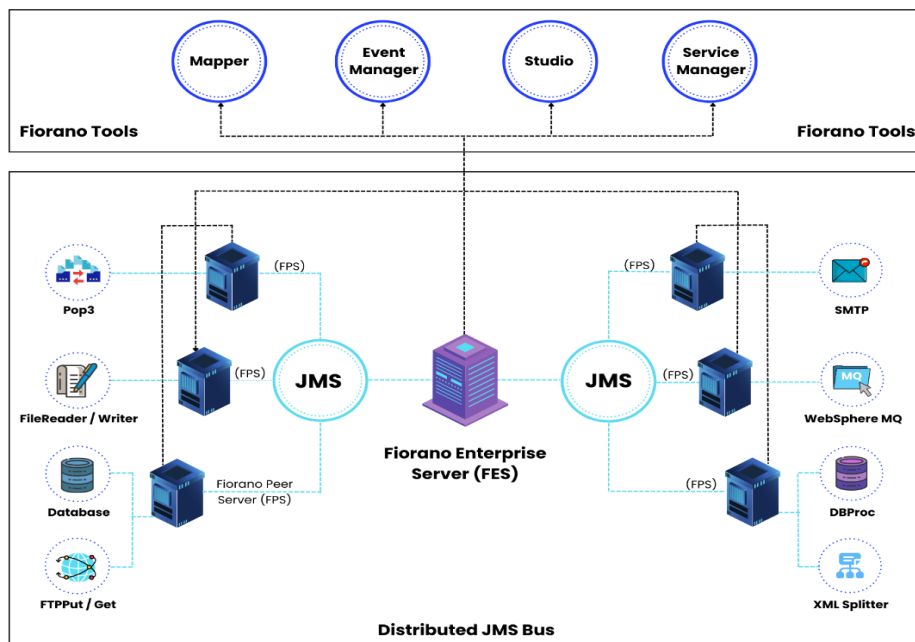 Mapper
Event
Manager
Studio
Service
Manager
Fiorano Tools
Fiorano Tools
(FPS)
(FPS)
Pop3
SMTP
JMS
JMS
(FPS)
(FPS)
MQ
FileReader / Writer
WebSphere MQ
Fiorano Enterprise
Server (FES)
Fiorano Peer
Server (FPS)
(FPS)
Database
DBProc
FTPPut / Get
XML Splitter
Distributed JMS Bus